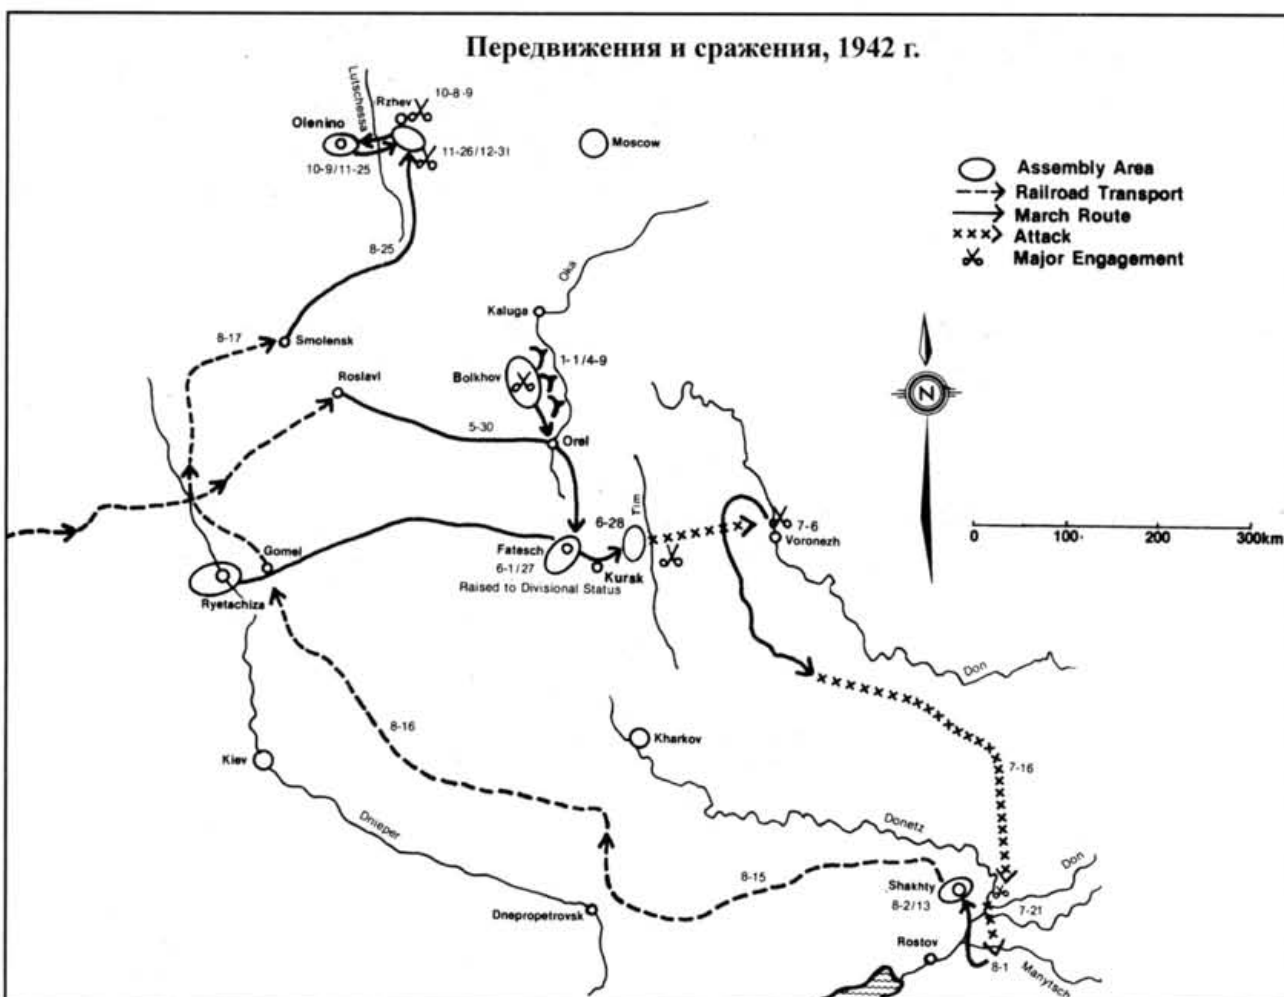 Передвижения и сражения, 1942 г.
Lutschessa
Rzhev
10-8-9
Olenino
Moscow
11-26/12-31
10-9/11-25
Assembly Area
Railroad Transport
March Route
Attack
Major Engagement
8-25
Oka
Kaluga
8-17
Smolensk
1-1/4-9
Roslavl
Bolkhov
N
5-30
Orel
Tim
6-28
7-6
Voronezh
0
100
200
300km
Gomel
Fatesch
6-1/27
Kursk
Raised to Divisional Status
Ryetachiza
Don
8-16
Kharkov
Kiev
7-16
Dnieper
Donetz
Don
8-15
Shakhty
8-2/13
7-21
Dnepropetrovsk
Rostov
8-1
Manytsch